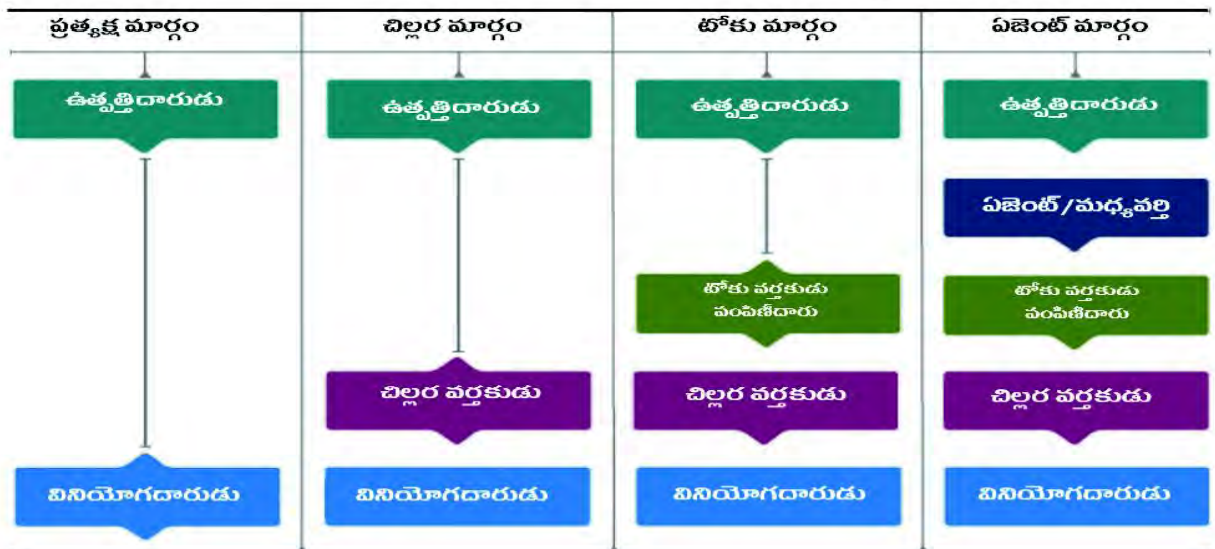 ప్రత్యక్ష మార్గం
చిల్లర మార్గం
టోకు మార్గం
ఏజెంట్ మార్గం
ఉత్పత్తిదారుడు
ఉత్పత్తిదారుడు
ఉత్పత్తిదారుడు
ఉత్పత్తిదారుడు
ఏజెంట్/మధ్యవర్తి
టోకు వర్తకుడు
పంపిణీదారు
టోకు వర్తకుడు
పంపిణీదారు
చిల్లర వర్తకుడు
చిల్లర వర్తకుడు
చిల్లర వర్తకుడు
వినియోగదారుడు
వినియోగదారుడు
వినియోగదారుడు
వినియోగదారుడు